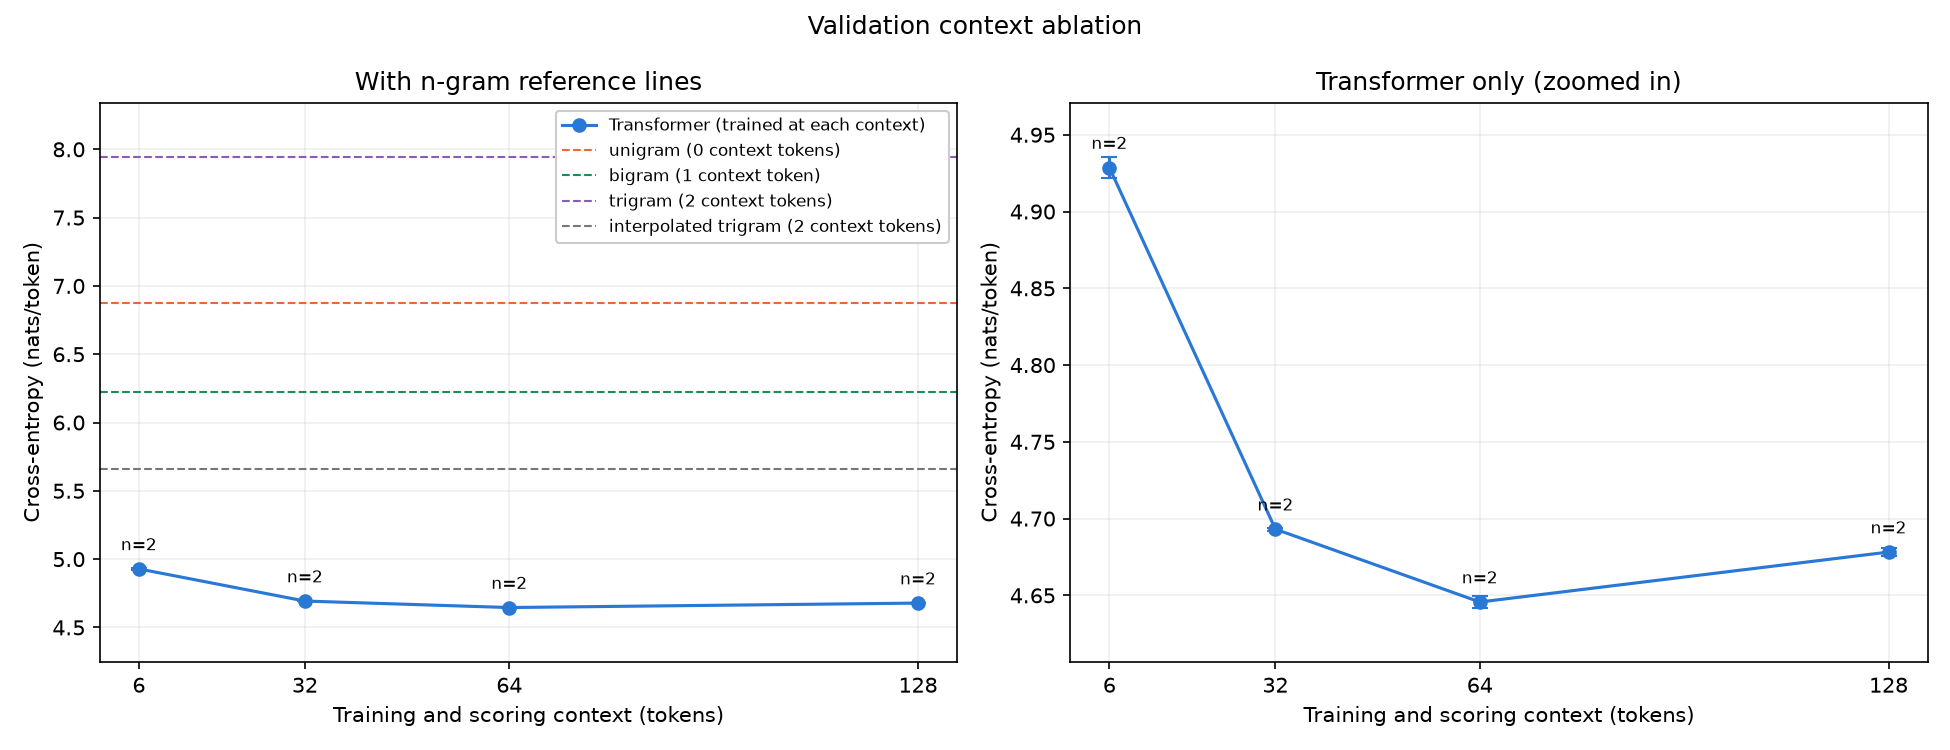 Validation context ablation
With n-gram reference lines
Cross-entropy (nats/token)
8.0
7.5
7.0
6.5
6.0
5.5
5.0
4.5
Transformer (trained at each context)
unigram (0 context tokens)
bigram (1 context token)
trigram (2 context tokens)
interpolated trigram (2 context tokens)
n=2
n=2
n=2
n=2
6
32
64
128
Training and scoring context (tokens)
Transformer only (zoomed in)
Cross-entropy (nats/token)
4.95
4.90
4.85
4.80
4.75
4.70
4.65
n=2
n=2
n=2
n=2
6
32
64
128
Training and scoring context (tokens)